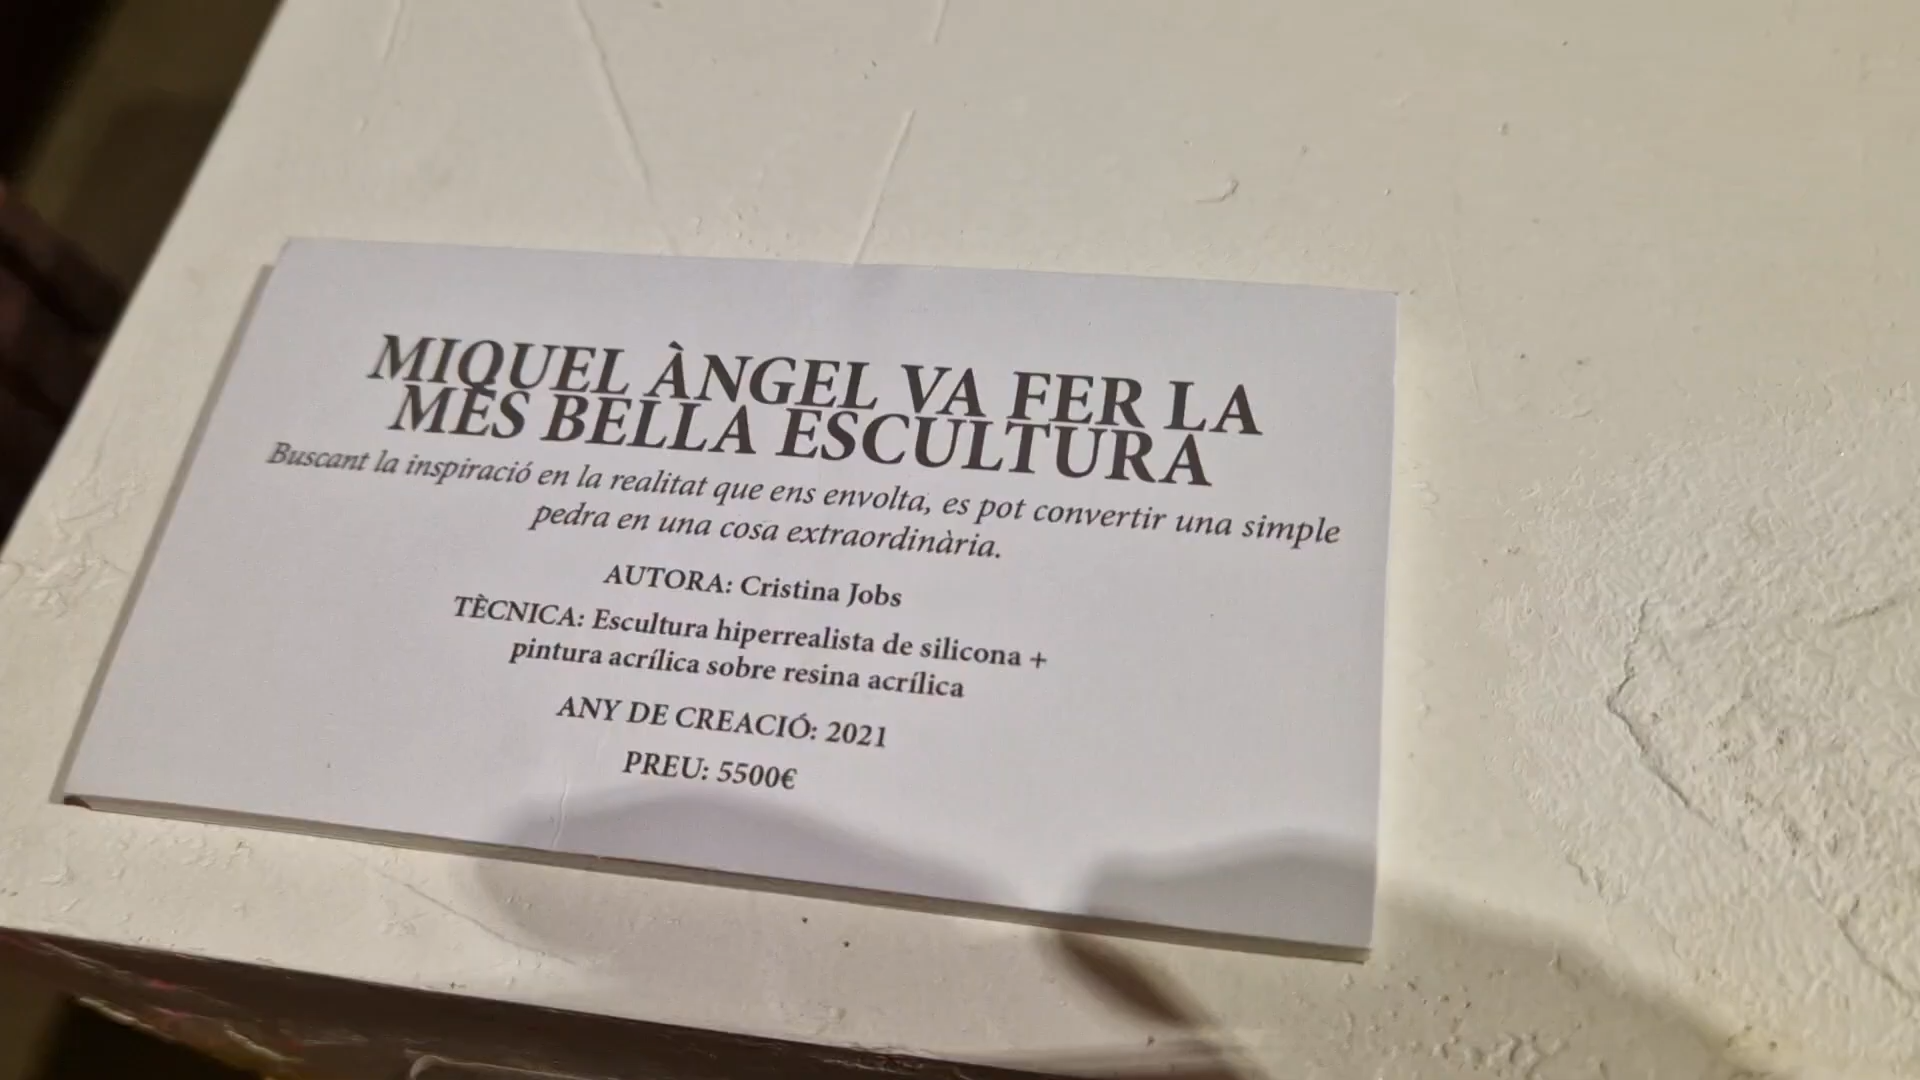 MIQUEL ÀNGEL VA FER LA
MÉS BELLA ESCULTURA
Buscant la inspiració en la realitat que ens envolta, es pot convertir una simple
pedra en una cosa extraordinària.
AUTORA: Cristina Jobs
TÈCNICA: Escultura hiperrealista de silicona +
pintura acrílica sobre resina acrílica
ANY DE CREACIÓ: 2021
PREU: 5500€